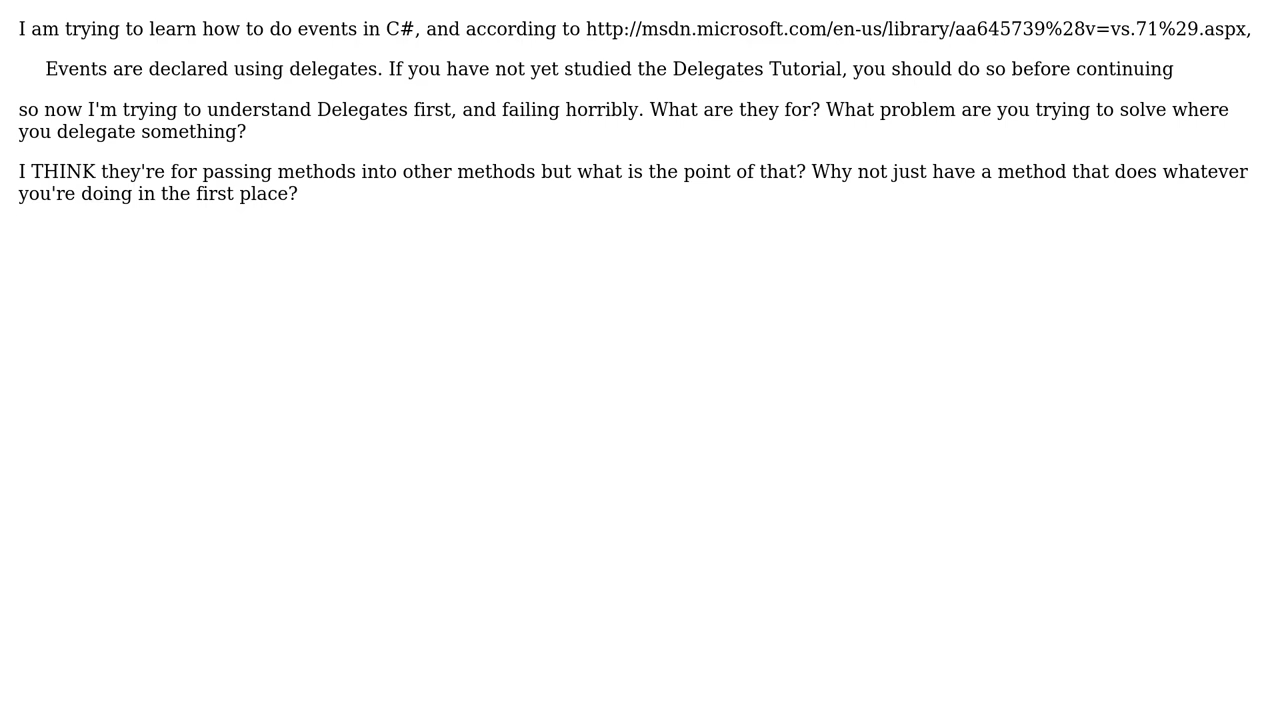 I am trying to learn how to do events in C#, and according to http://msdn.microsoft.com/en-us/library/aa645739%28v=vs.71%29.aspx,
Events are declared using delegates. If you have not yet studied the Delegates Tutorial, you should do so before continuing
so now I'm trying to understand Delegates first, and failing horribly. What are they for? What problem are you trying to solve where
you delegate something?
I THINK they're for passing methods into other methods but what is the point of that? Why not just have a method that does whatever
you're doing in the first place?